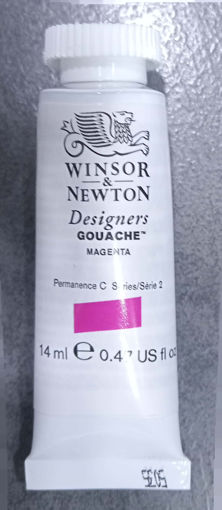 WINSOR
&
NEWTON
Designers
GOUACHE™
MAGENTA
Permanence C Series/Série 2
14 ml e 0.47 US fl oz